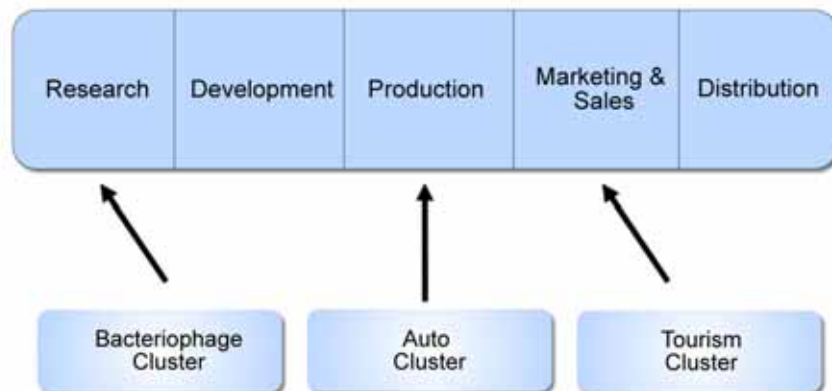 Research
Development
Production
Marketing &
Sales
Distribution
Bacteriophage
Cluster
Auto
Cluster
Tourism
Cluster